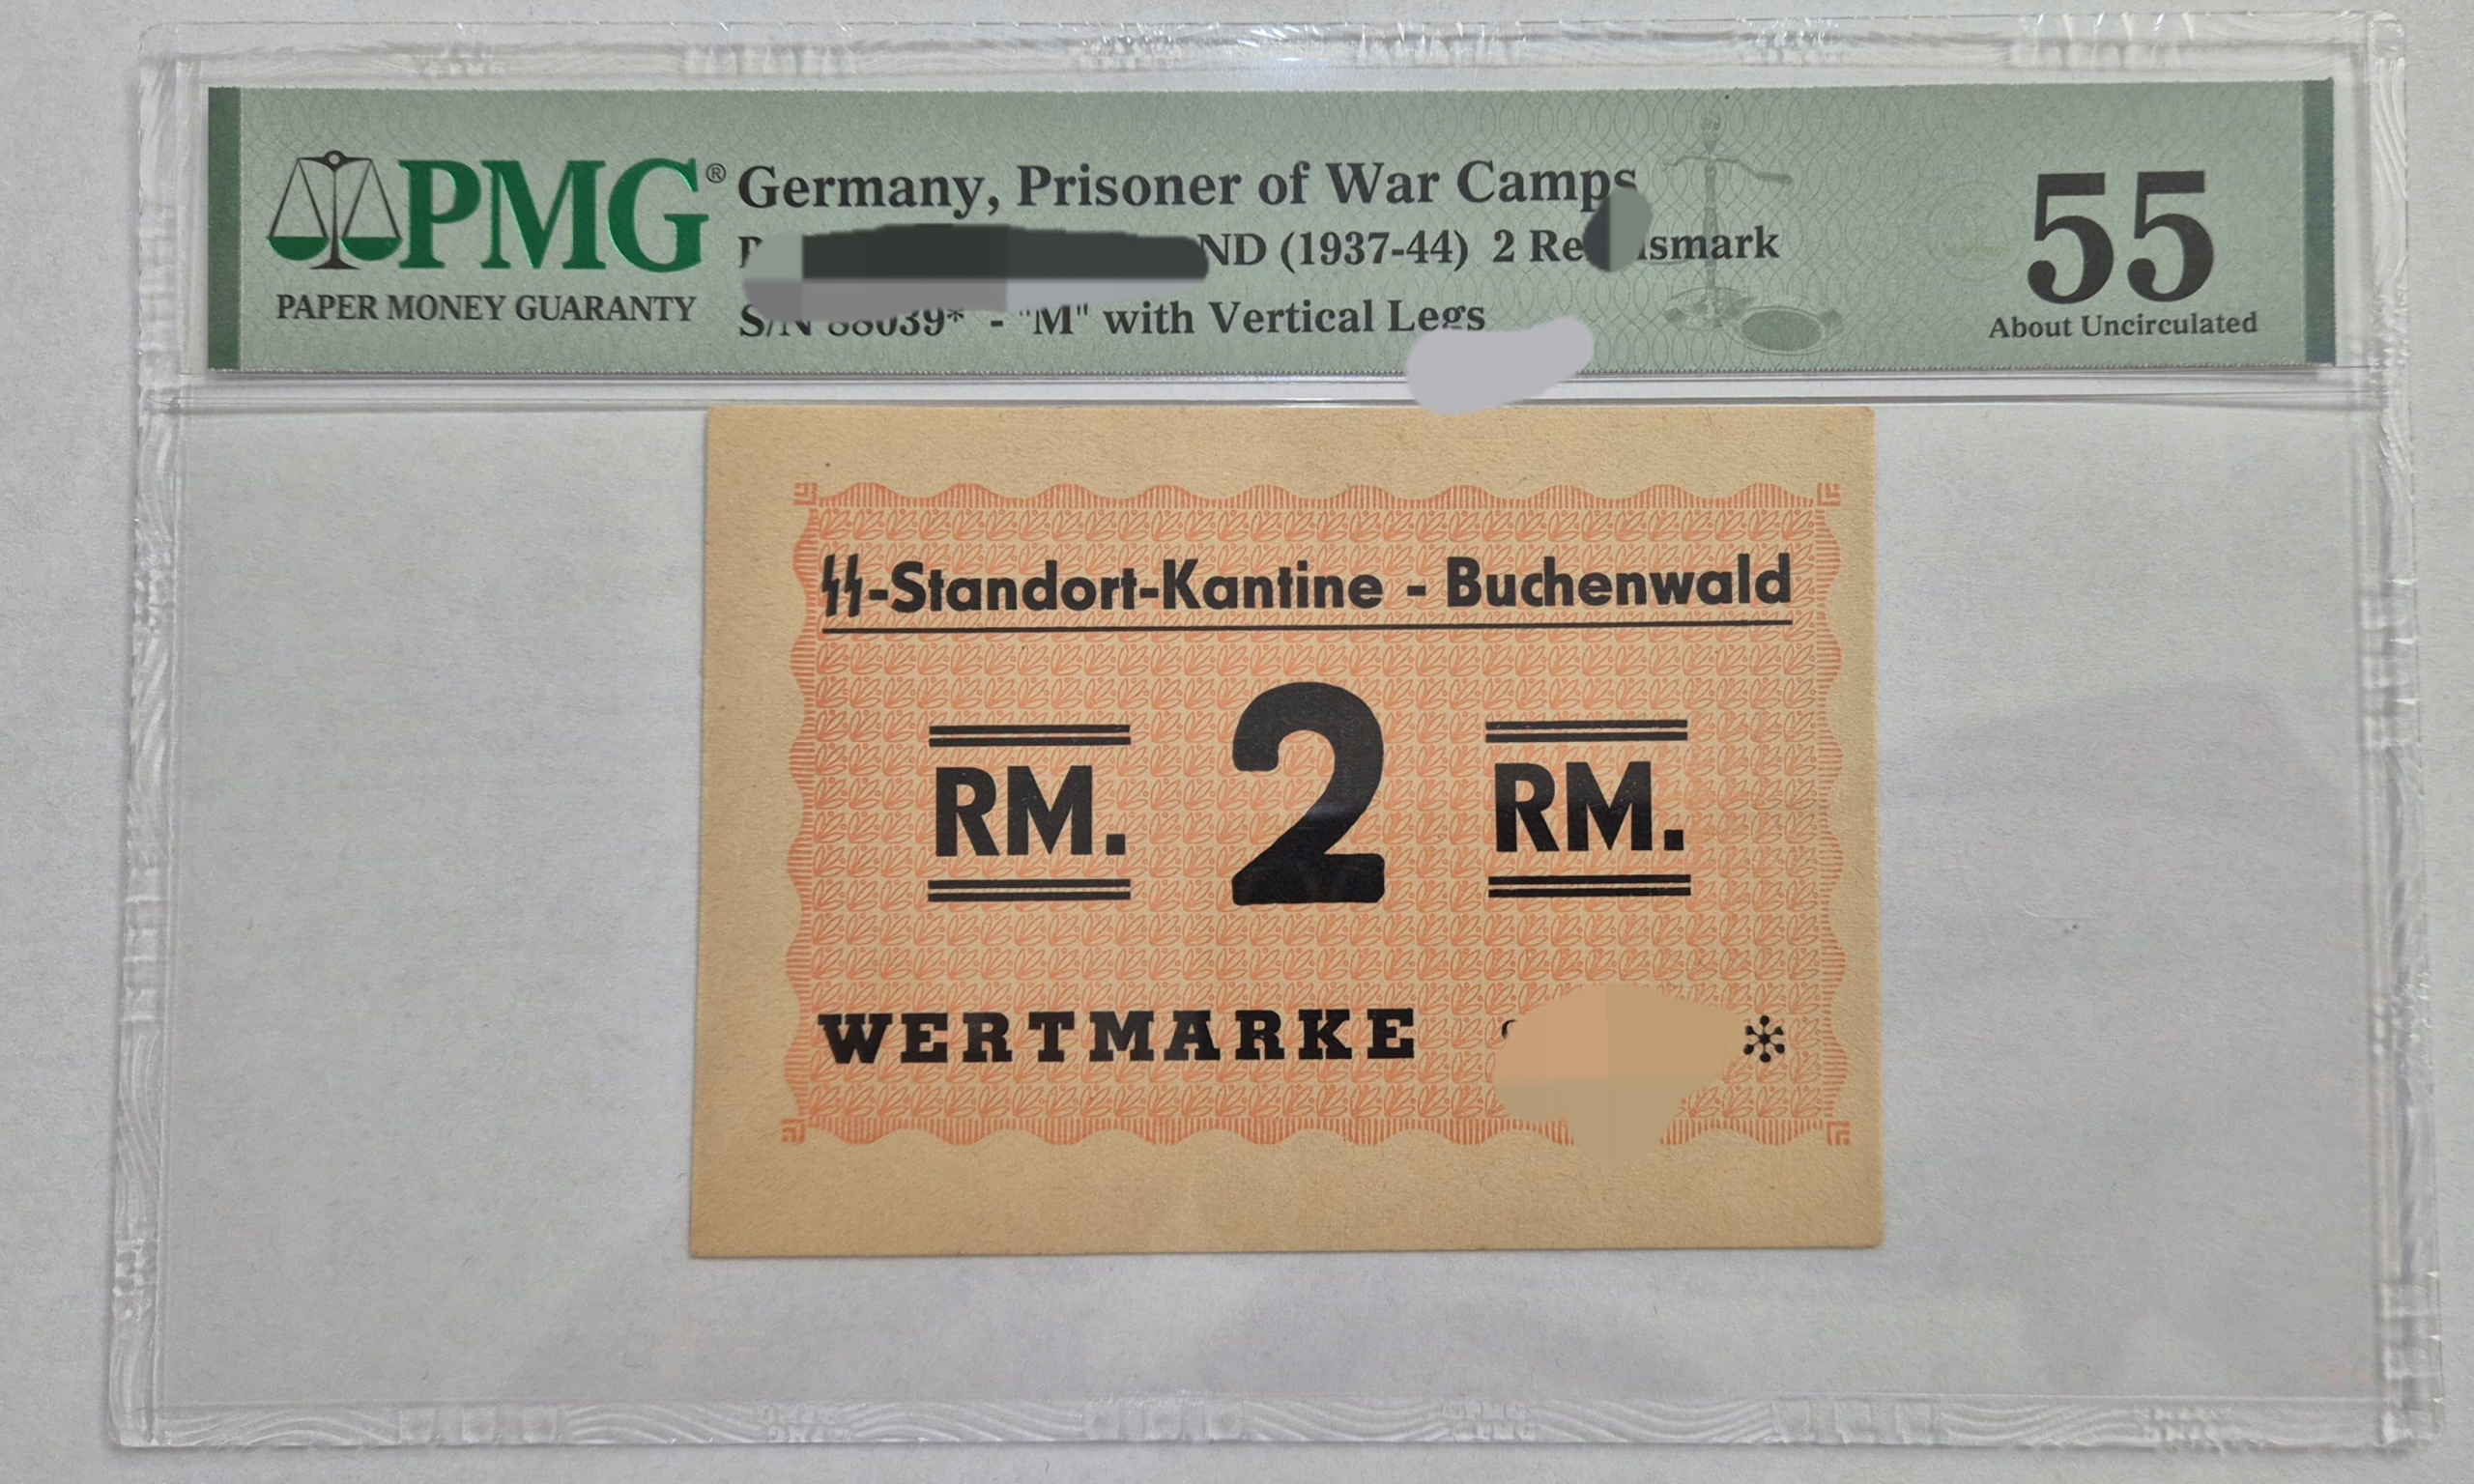 PMG® Germany, Prisoner of War Camps
ND (1937-44) 2
PAPER MONEY GUARANTY
S/N - "M" with Vertical Legs
55
About Uncirculated
SS-Standort-Kantine - Buchenwald
RM. 2 RM.
WERTMARKE *